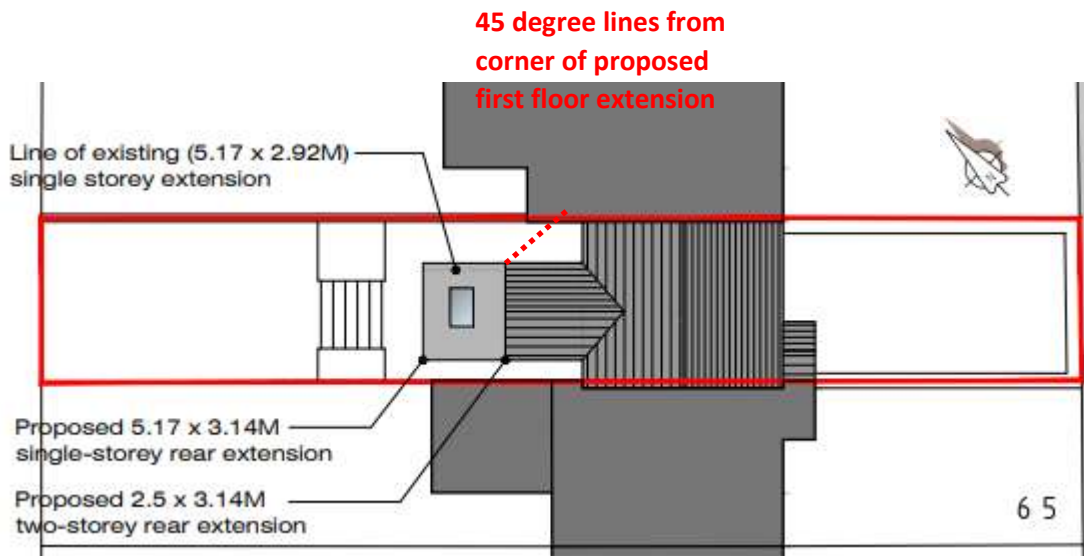 45 degree lines from
corner of proposed
first floor extension
Line of existing (5.17 x 2.92M)
single storey extension
N
Proposed 5.17 x 3.14M
single-storey rear extension
Proposed 2.5 x 3.14M
two-storey rear extension
6 5